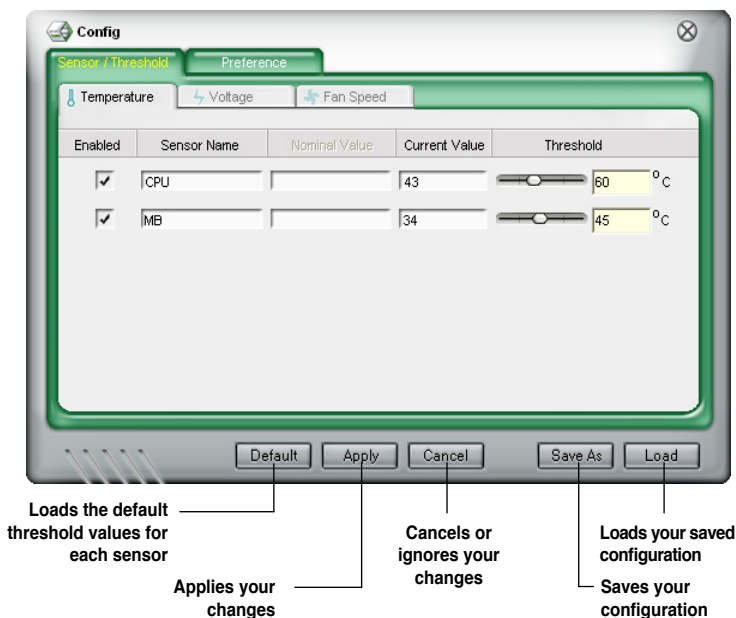 Config
Sensor / Threshold Preference
Temperature Voltage Fan Speed
Enabled Sensor Name Nominal Value Current Value Threshold
CPU 43 60 °C
MB 34 45 °C
Default Apply Cancel Save As Load
Loads the default
threshold values for
each sensor
Applies your
changes
Cancels or
ignores your
changes
Saves your
configuration
Loads your saved
configuration